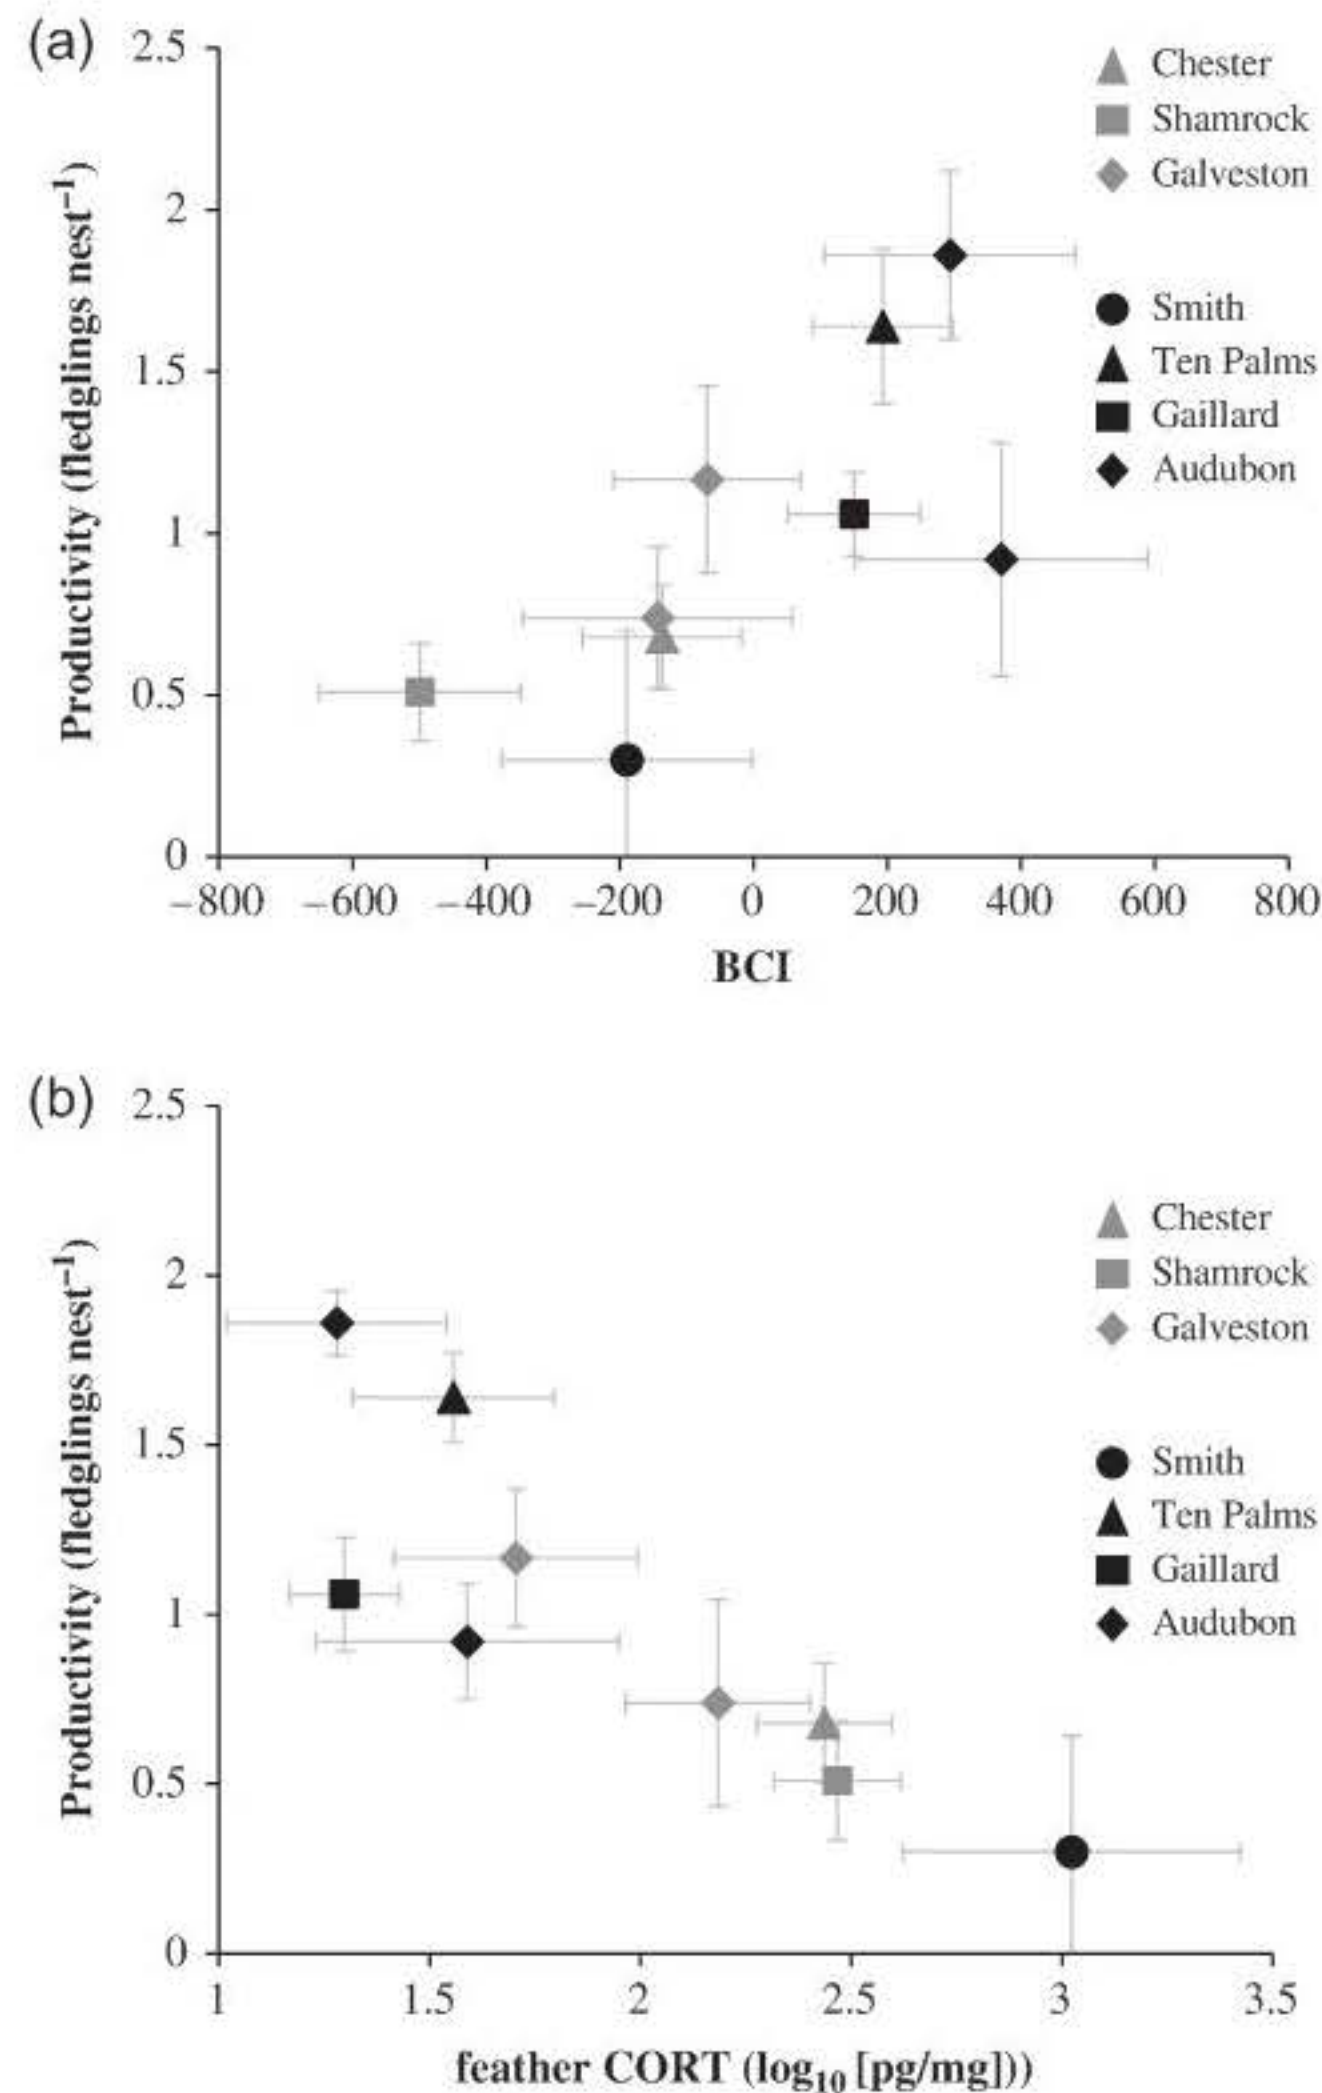 (a)
2.5
2
1.5
1
0.5
0
Productivity (fledglings nest⁻¹)
Chester
Shamrock
Galveston
Smith
Ten Palms
Gaillard
Audubon
−800 −600 −400 −200 0 200 400 600 800
BCI
(b)
2.5
2
1.5
1
0.5
0
Productivity (fledglings nest⁻¹)
Chester
Shamrock
Galveston
Smith
Ten Palms
Gaillard
Audubon
1 1.5 2 2.5 3 3.5
feather CORT (log₁₀ [pg/mg]))